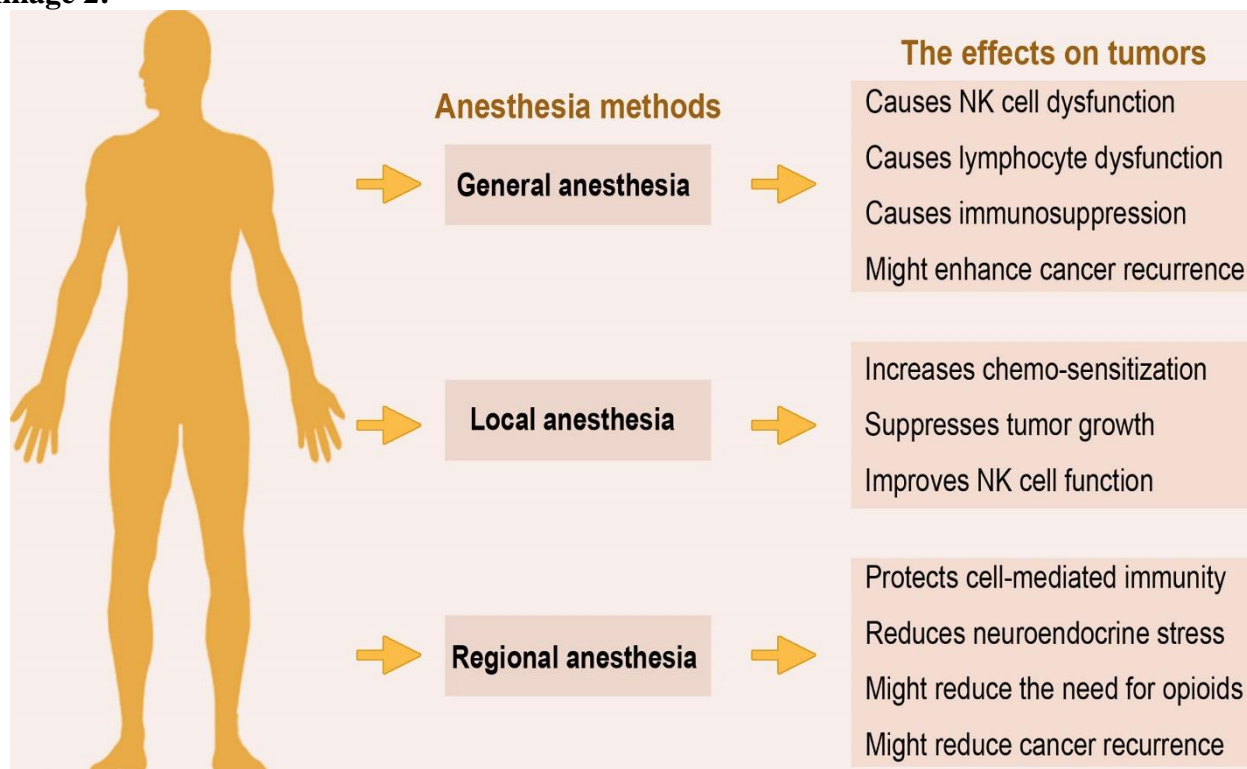 The effects on tumors
Anesthesia methods
General anesthesia
Causes NK cell dysfunction
Causes lymphocyte dysfunction
Causes immunosuppression
Might enhance cancer recurrence
Local anesthesia
Increases chemo-sensitization
Suppresses tumor growth
Improves NK cell function
Regional anesthesia
Protects cell-mediated immunity
Reduces neuroendocrine stress
Might reduce the need for opioids
Might reduce cancer recurrence